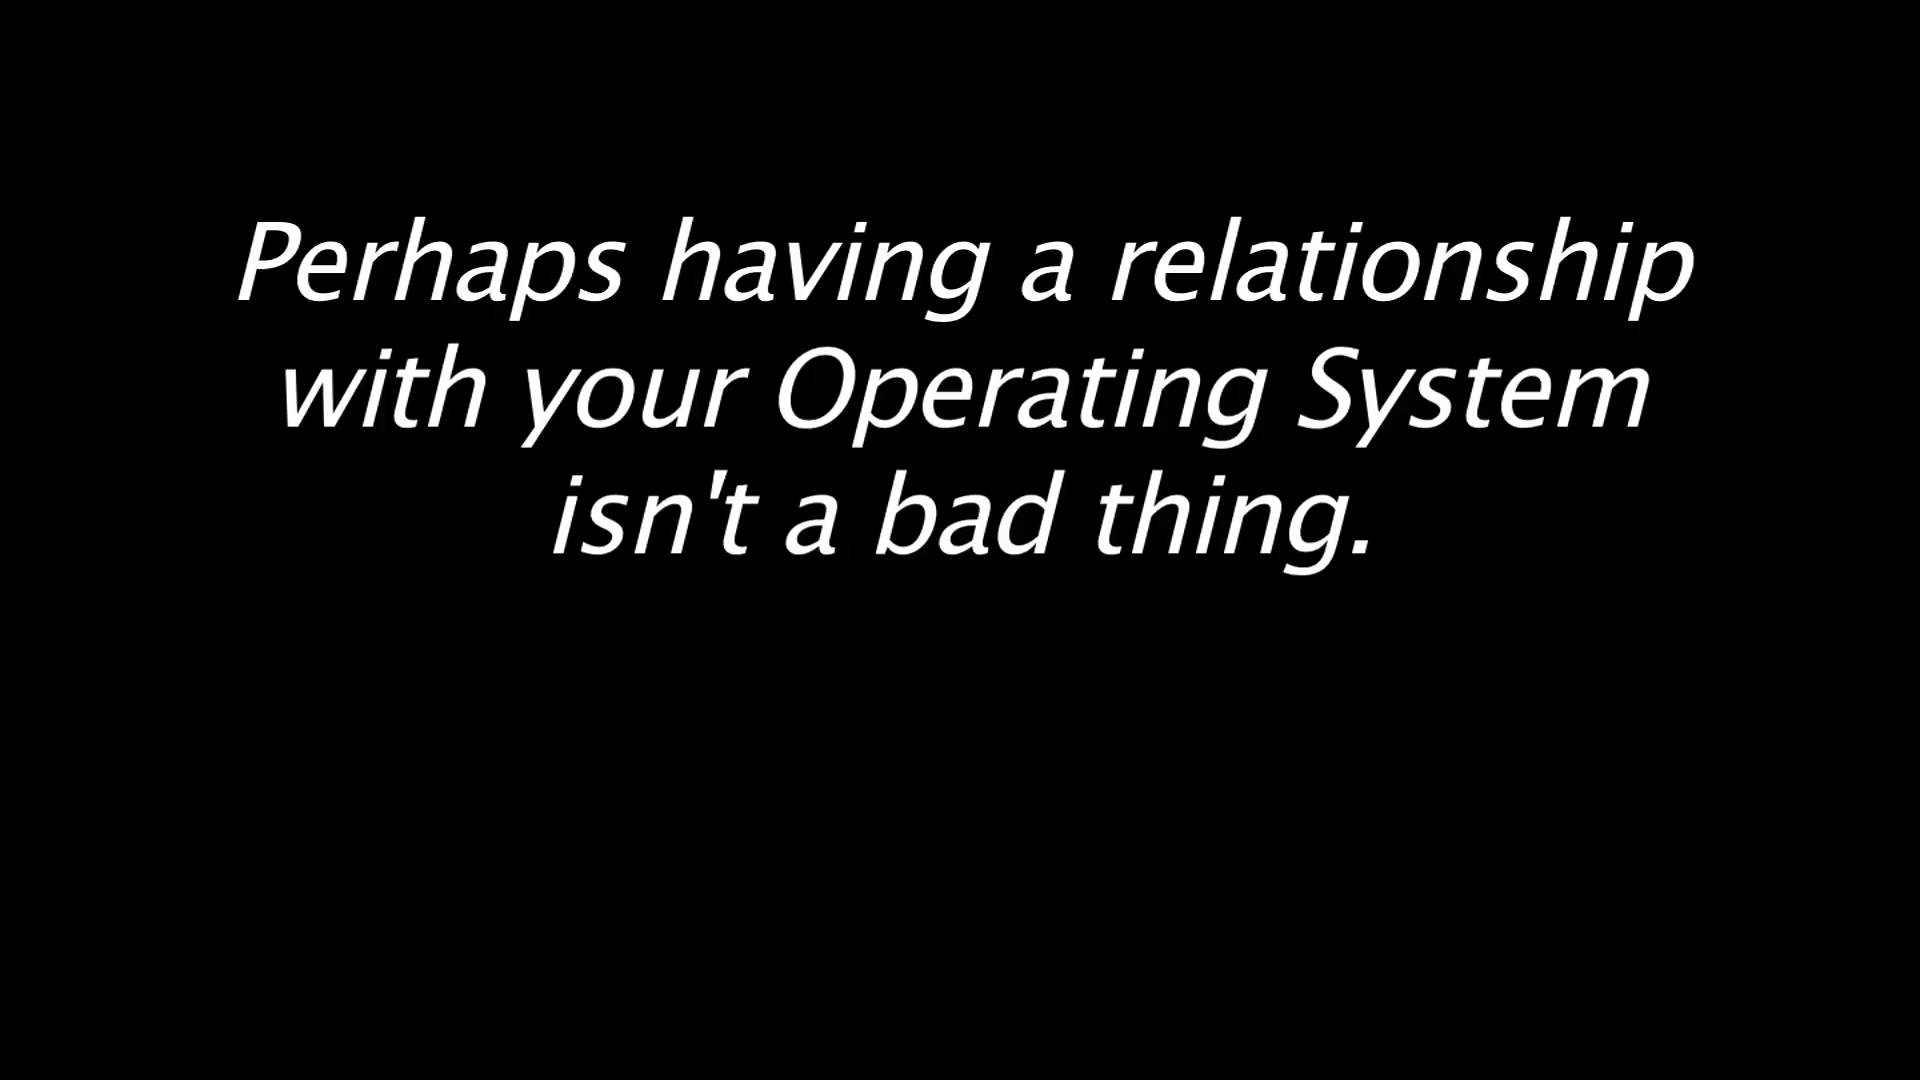 Perhaps having a relationship
with your Operating System
isn't a bad thing.